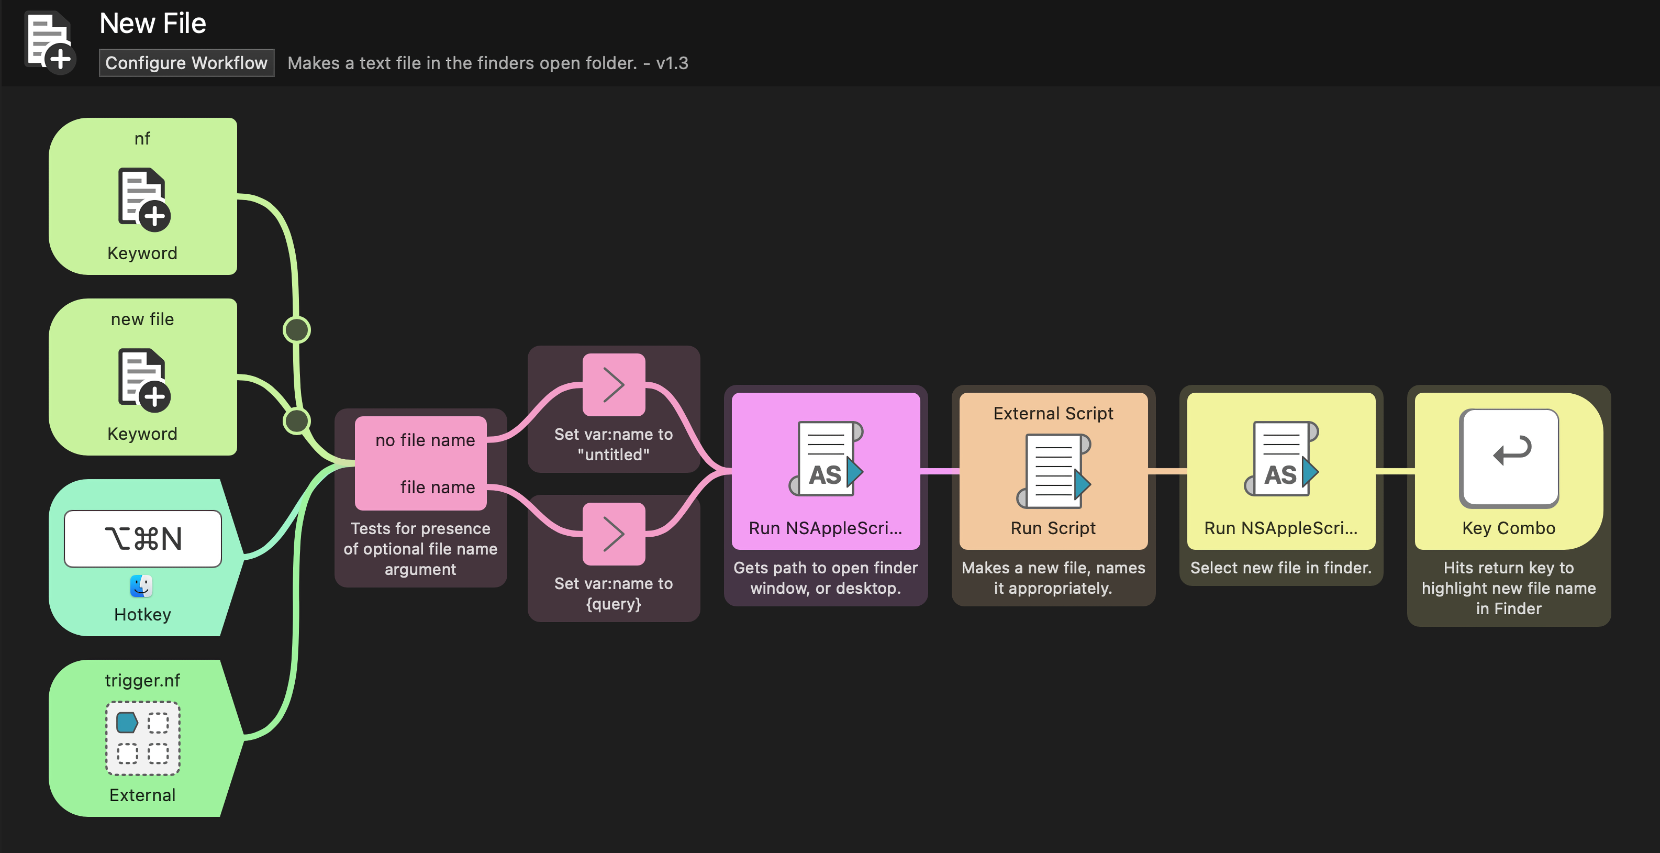 New File
Configure Workflow
Makes a text file in the finders open folder. - v1.3
nf
Keyword
new file
Keyword
⌥⌘N
Hotkey
trigger.nf
External
no file name
file name
Tests for presence
of optional file name
argument
Set var:name to
"untitled"
Set var:name to
{query}
AS
Run NSAppleScri...
Gets path to open finder
window, or desktop.
External Script
Run Script
Makes a new file, names
it appropriately.
AS
Run NSAppleScri...
Select new file in finder.
Key Combo
Hits return key to
highlight new file name
in Finder